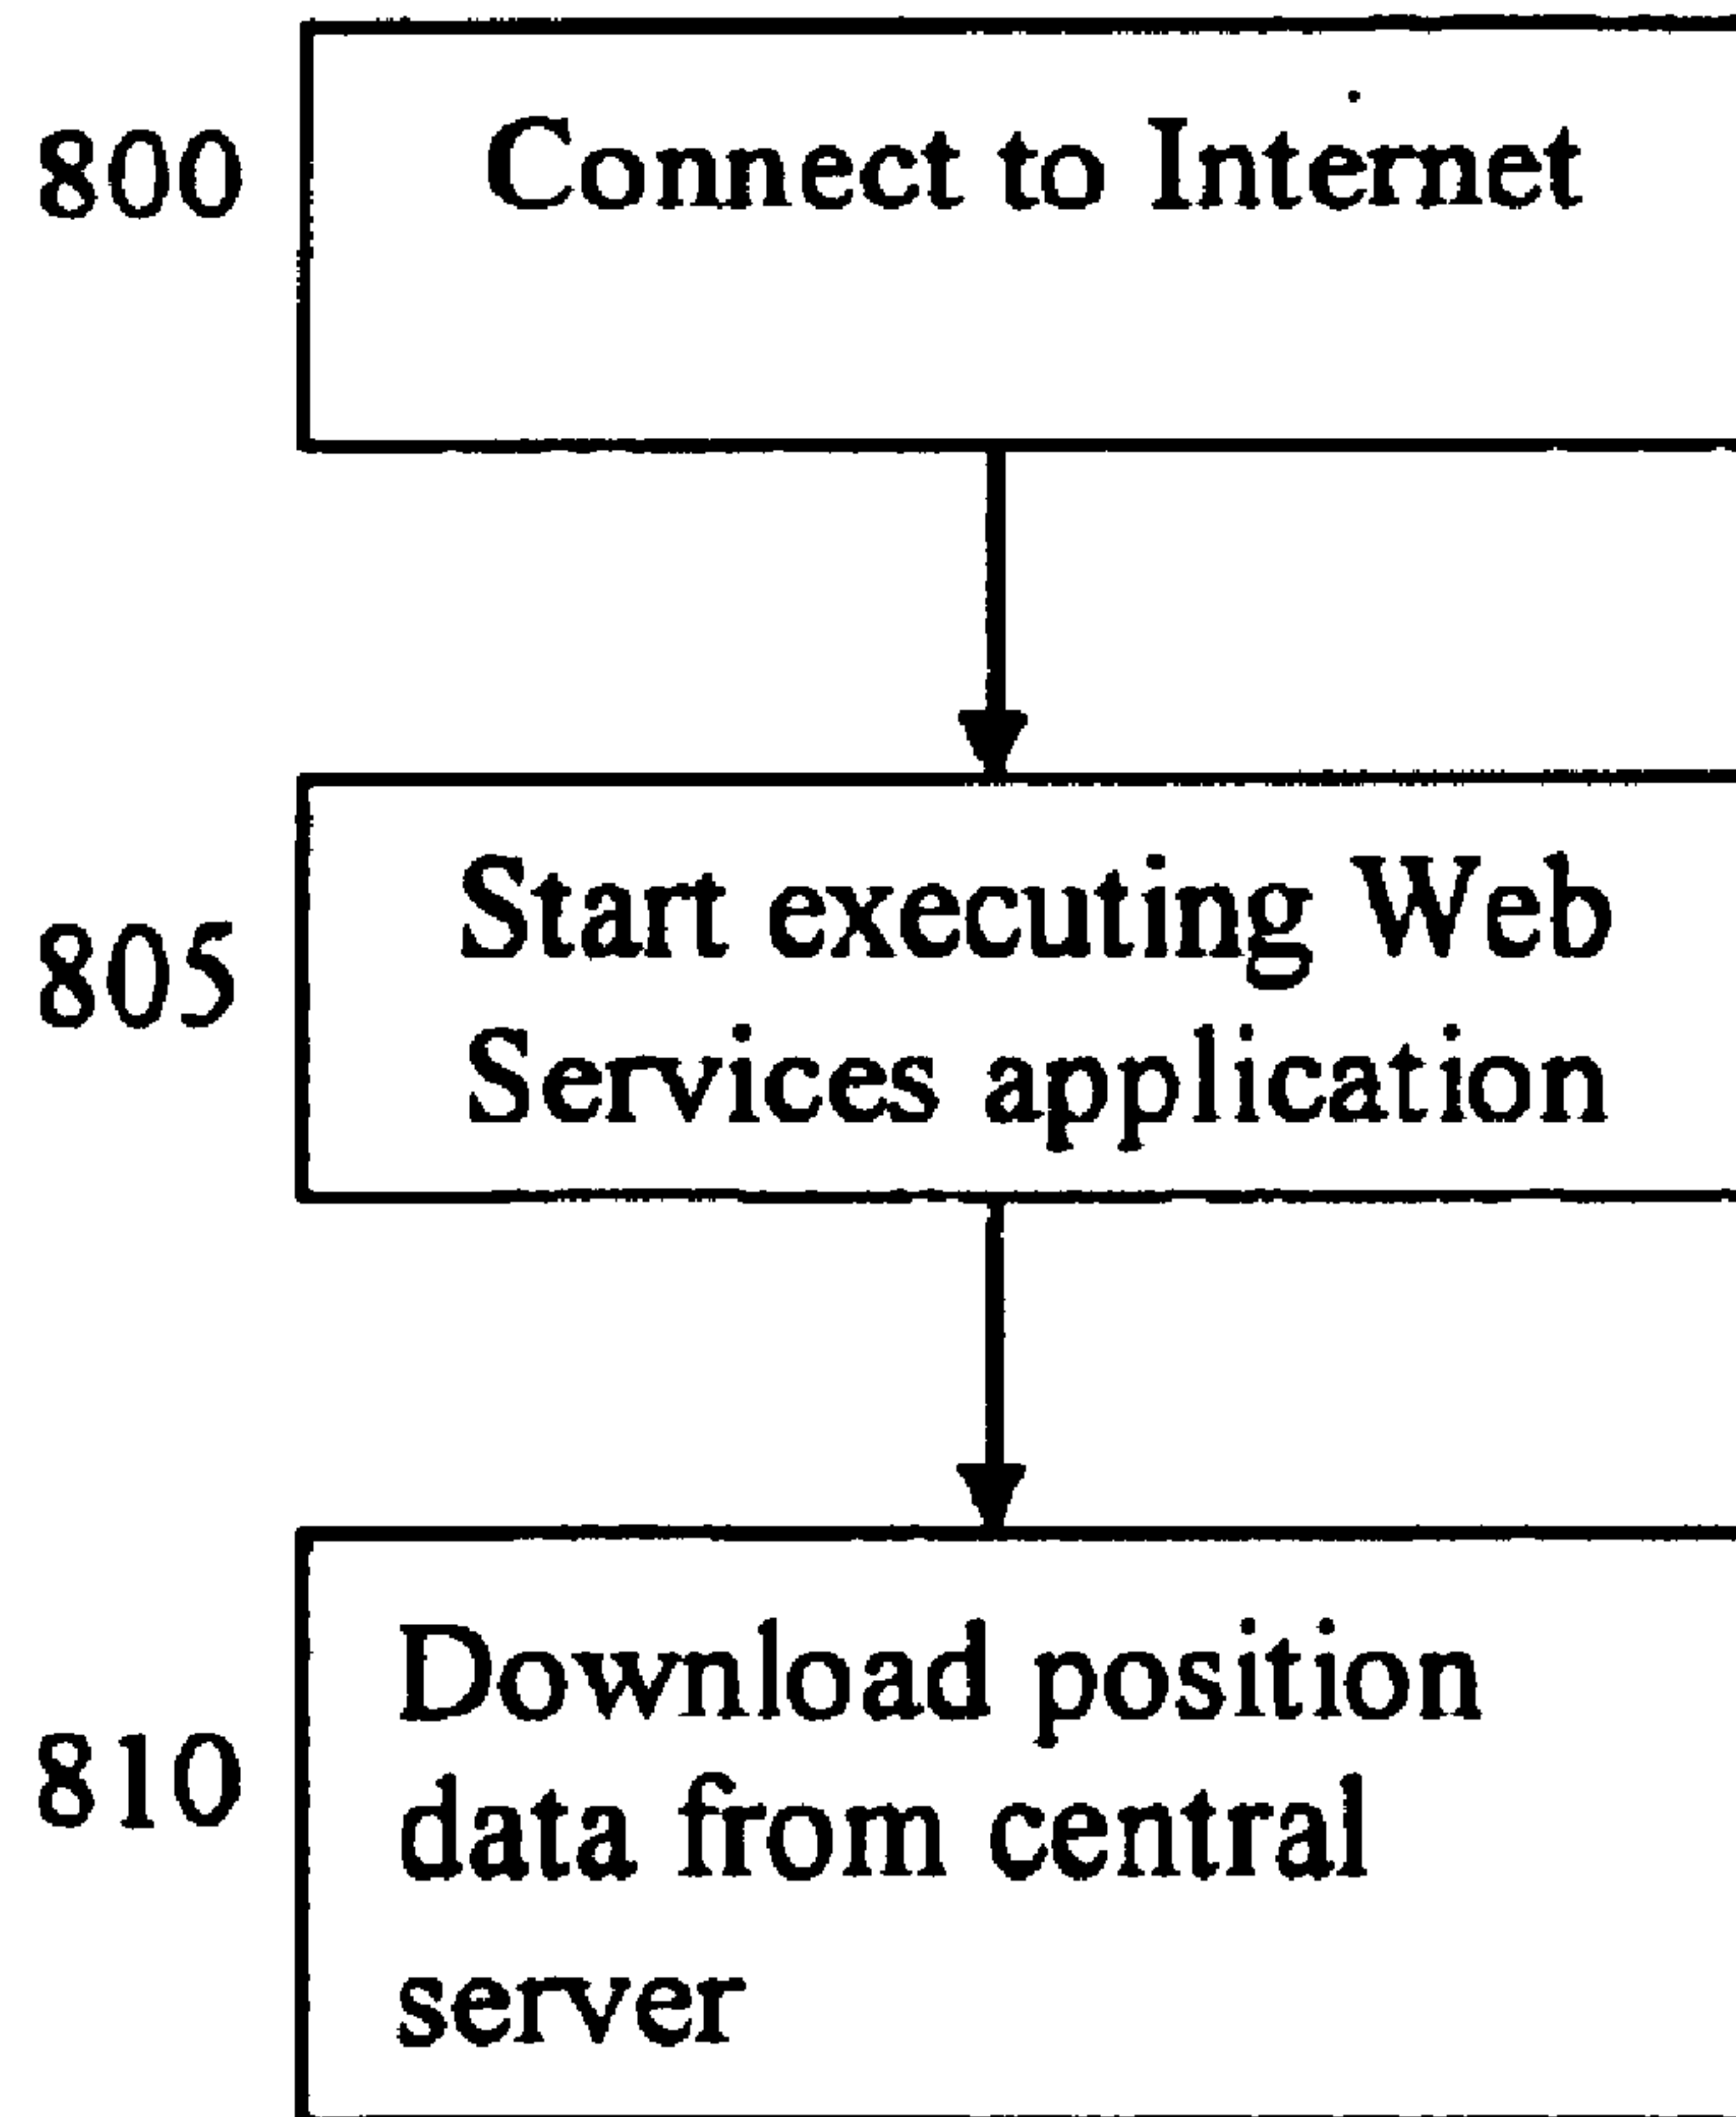 800
Connect to Internet
805
Start executing Web
Services application
810
Download position
data from central
server